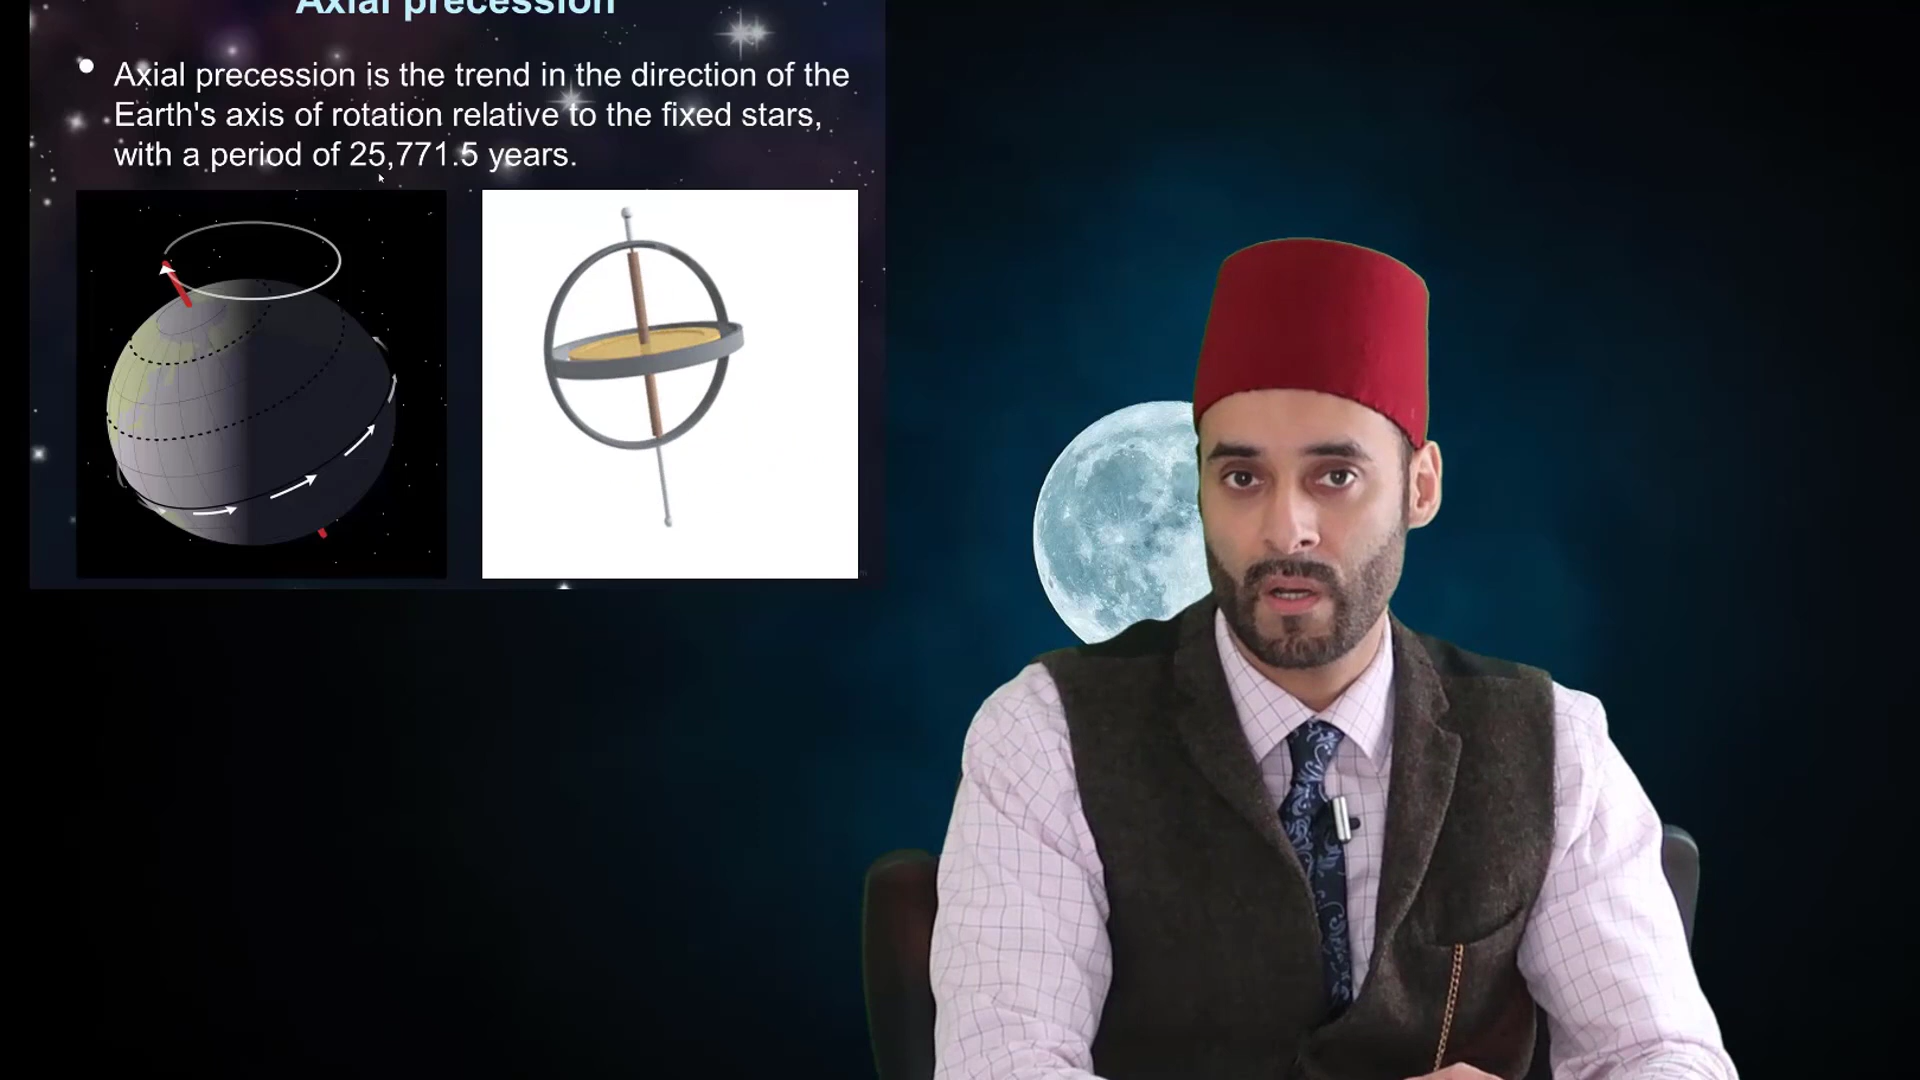 Axial precession
• Axial precession is the trend in the direction of the
Earth's axis of rotation relative to the fixed stars,
with a period of 25,771.5 years.